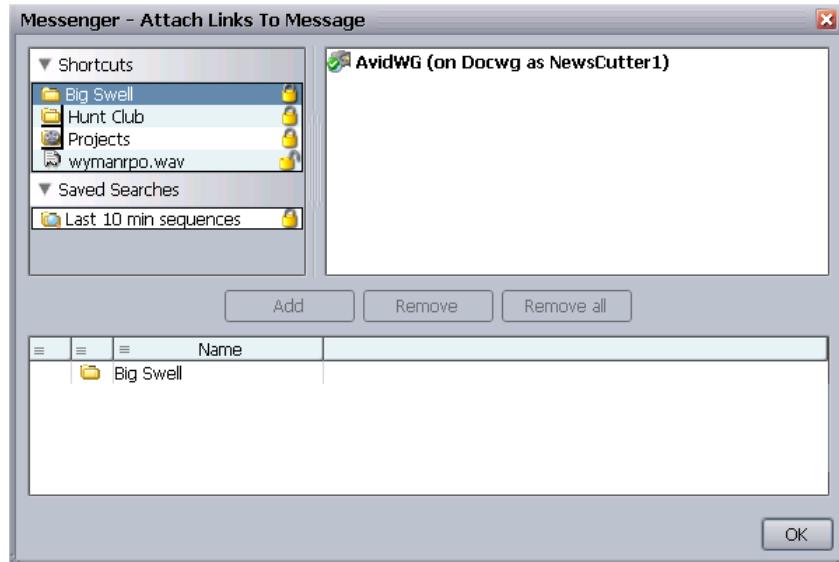 Messenger - Attach Links To Message
Shortcuts
Big Swell
Hunt Club
Projects
wymanrpo.wav
Saved Searches
Last 10 min sequences
AvidWG (on Docwg as NewsCutter1)
Add Remove Remove all
Name
Big Swell
OK